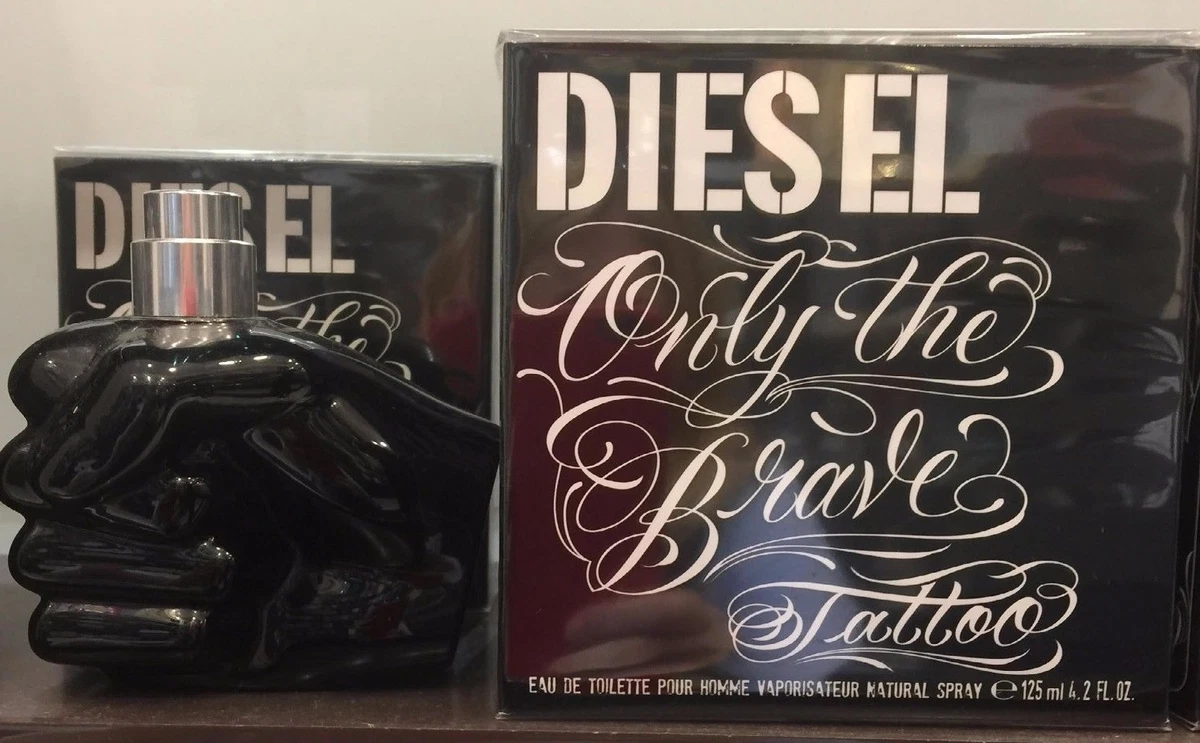 DIESEL
Only the
Brave
Tattoo
EAU DE TOILETTE POUR HOMME VAPORISATEUR NATURAL SPRAY ℮ 125 ml 4.2 FL.OZ.
DIESEL
the